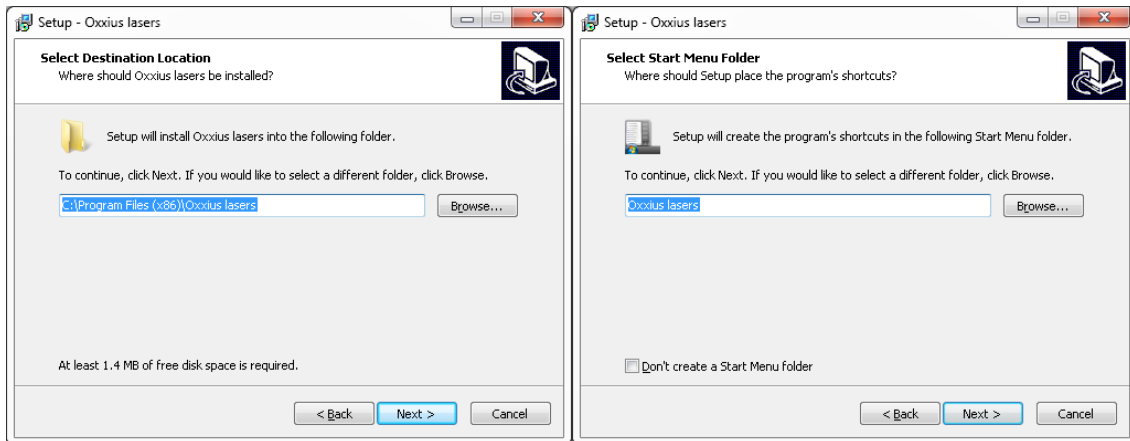 Setup - Oxxius lasers
Select Destination Location
Where should Oxxius lasers be installed?
Setup will install Oxxius lasers into the following folder.
To continue, click Next. If you would like to select a different folder, click Browse.
C:\Program Files (x86)\Oxxius lasers
Browse...
At least 1.4 MB of free disk space is required.
< Back
Next >
Cancel
Setup - Oxxius lasers
Select Start Menu Folder
Where should Setup place the program's shortcuts?
Setup will create the program's shortcuts in the following Start Menu folder.
To continue, click Next. If you would like to select a different folder, click Browse.
Oxxius lasers
Browse...
Don't create a Start Menu folder
< Back
Next >
Cancel